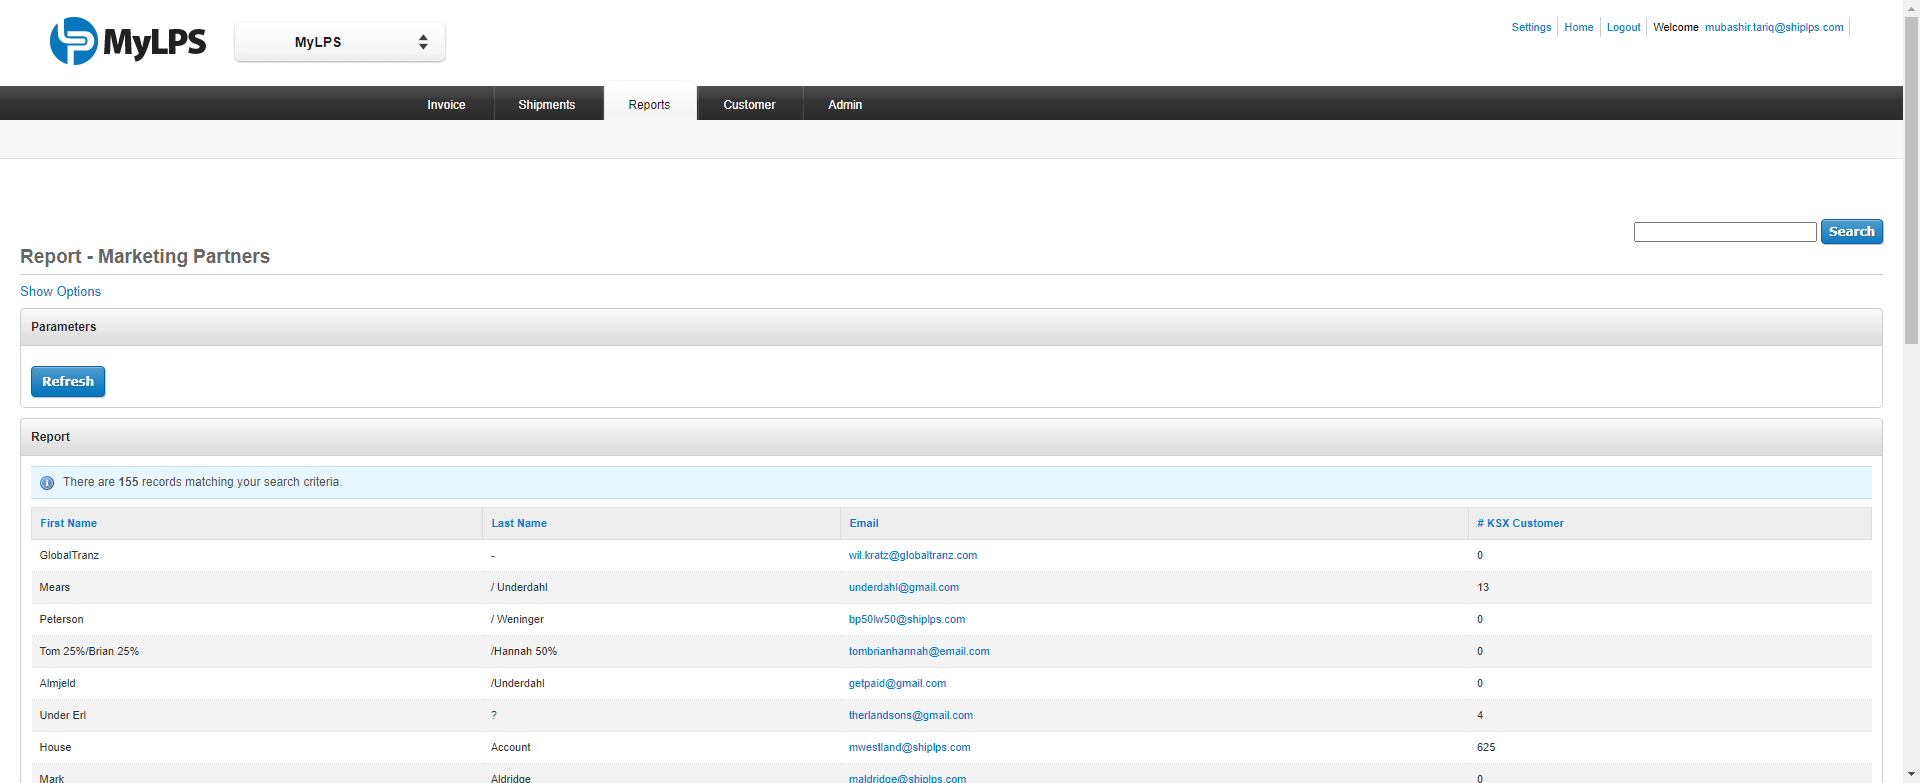 MyLPS
MyLPS
Settings Home Logout Welcome mubashir.tariq@shiplps.com
Invoice Shipments Reports Customer Admin
Search
Report - Marketing Partners
Show Options
Parameters
Refresh
Report
There are 155 records matching your search criteria.
First Name Last Name Email # KSX Customer
GlobalTranz - wil.kratz@globaltranz.com 0
Mears / Underdahl underdahl@gmail.com 13
Peterson / Weninger bp50lw50@shiplps.com 0
Tom 25%/Brian 25% /Hannah 50% tombrianhannah@email.com 0
Almjeld /Underdahl getpaid@gmail.com 0
Under Erl ? therlandsons@gmail.com 4
House Account mwestland@shiplps.com 625
Mark Aldridge maldridge@shiplps.com 0